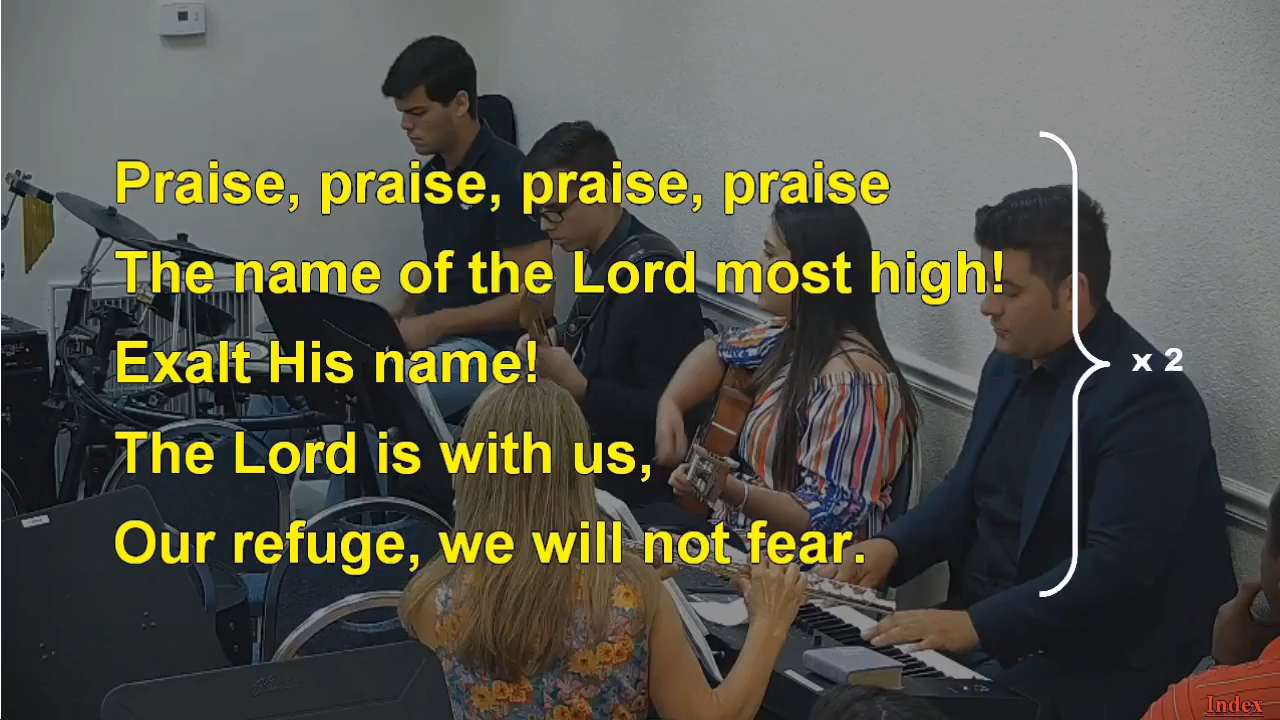 Praise, praise, praise, praise
The name of the Lord most high!
Exalt His name!
The Lord is with us,
Our refuge, we will not fear.
x 2
Index